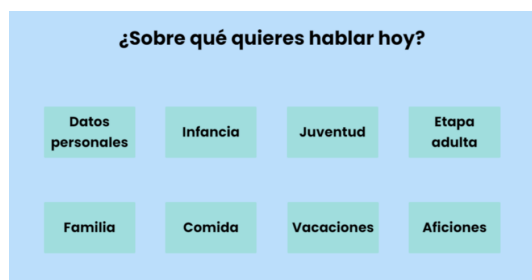 ¿Sobre qué quieres hablar hoy?
Datos
personales
Infancia
Juventud
Etapa
adulta
Familia
Comida
Vacaciones
Aficiones